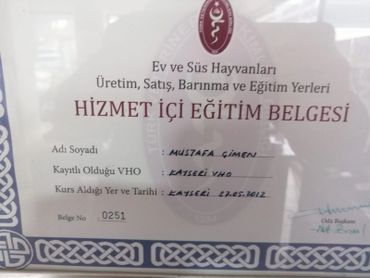 Ev ve Süs Hayvanları
Üretim, Satış, Barınma ve Eğitim Yerleri
HİZMET İÇİ EĞİTİM BELGESİ
Adı Soyadı : MUSTAFA ÇİMEN
Kayıtlı Olduğu VHO : KAYSERİ VHO
Kurs Aldığı Yer ve Tarihi : KAYSERİ 27.05.2012
Belge No 0251
Oda Başkanı